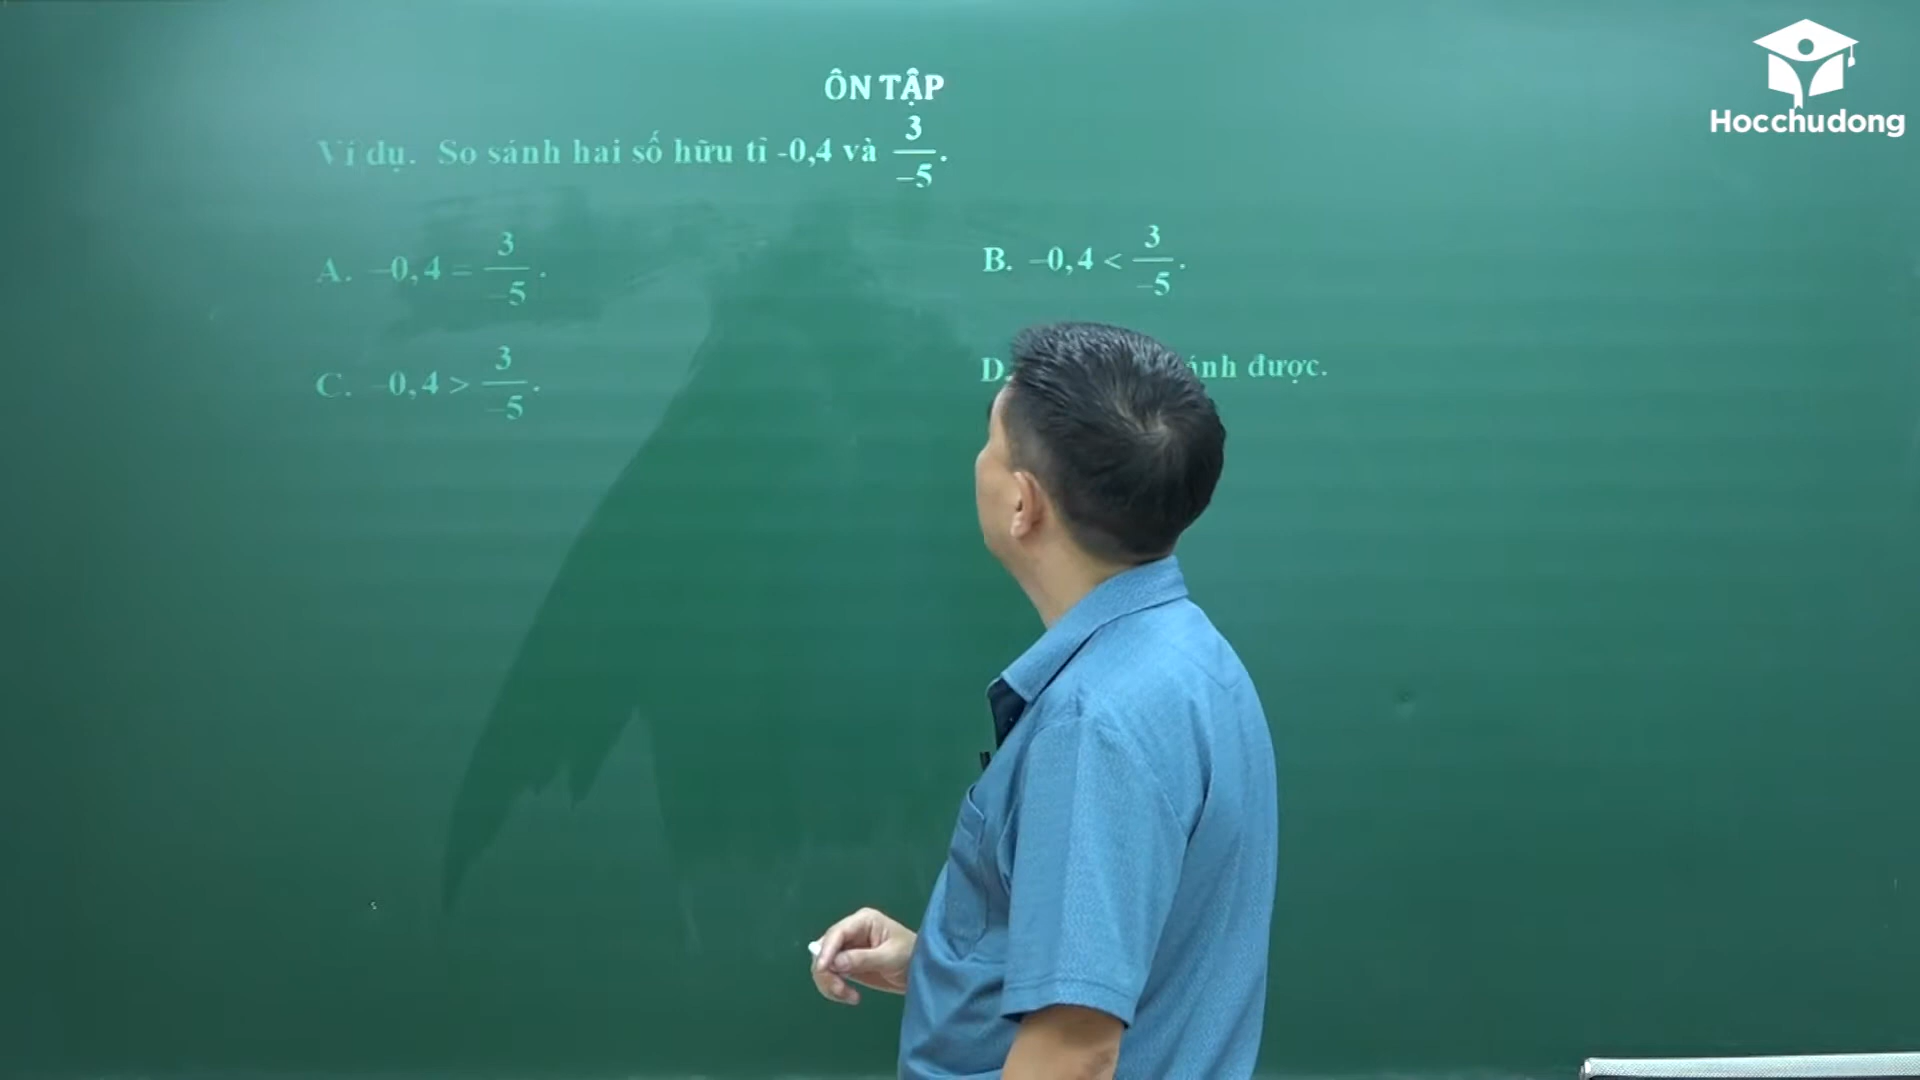 Hocchudong
ÔN TẬP
Ví dụ. So sánh hai số hữu tỉ -0,4 và 3/−5.
A. −0,4 = 3/−5.
B. −0,4 < 3/−5.
C. −0,4 > 3/−5.
D. ánh được.